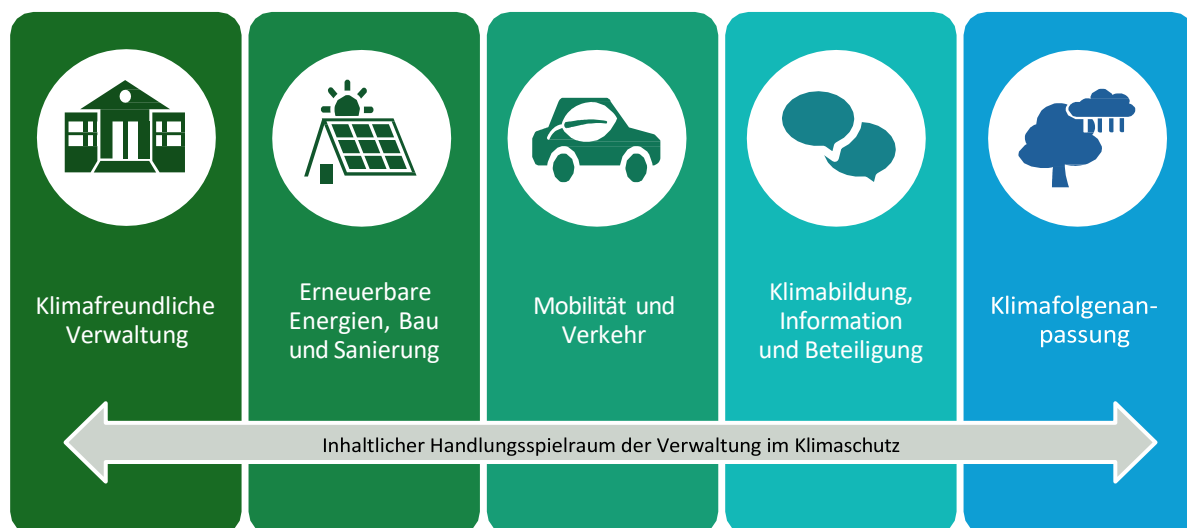 Klimafreundliche
Verwaltung
Erneuerbare
Energien, Bau
und Sanierung
Mobilität und
Verkehr
Klimabildung,
Information
und Beteiligung
Klimafolgenan-
passung
Inhaltlicher Handlungsspielraum der Verwaltung im Klimaschutz